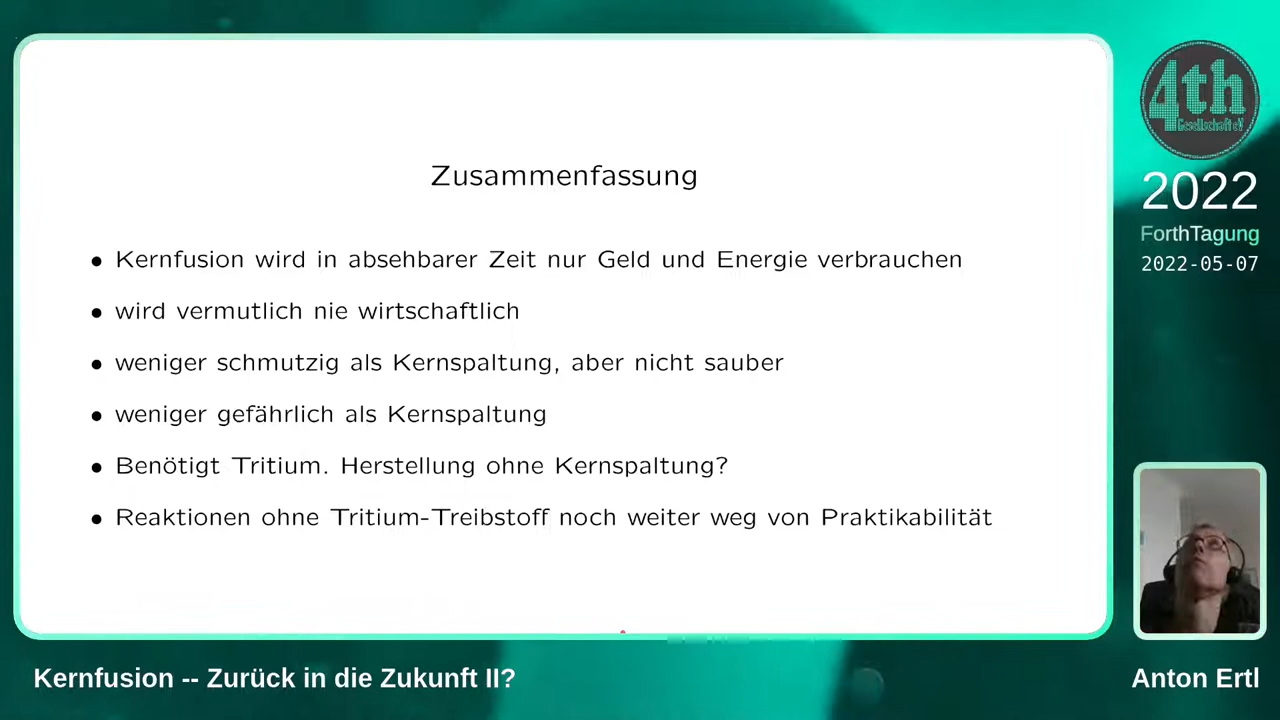 Zusammenfassung
• Kernfusion wird in absehbarer Zeit nur Geld und Energie verbrauchen
• wird vermutlich nie wirtschaftlich
• weniger schmutzig als Kernspaltung, aber nicht sauber
• weniger gefährlich als Kernspaltung
• Benötigt Tritium. Herstellung ohne Kernspaltung?
• Reaktionen ohne Tritium-Treibstoff noch weiter weg von Praktikabilität
4th
Gesellschaft eV
2022
ForthTagung
2022-05-07
Kernfusion -- Zurück in die Zukunft II?
Anton Ertl